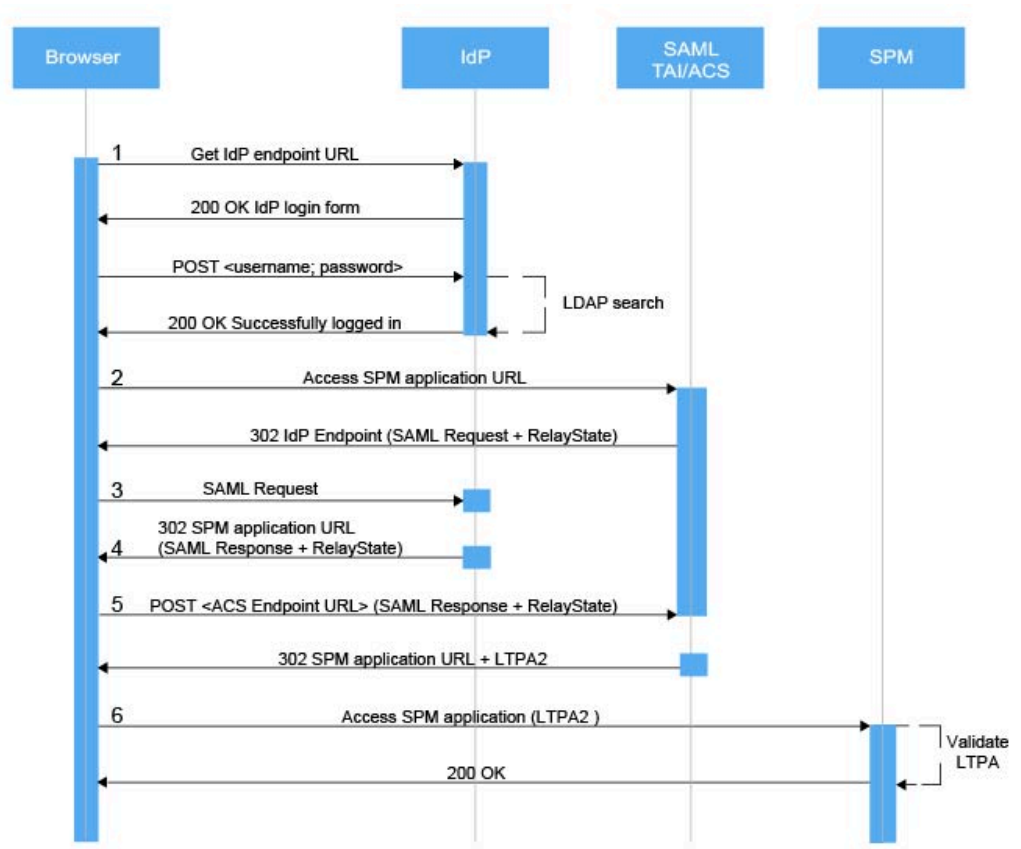 Browser
IdP
SAML
TAI/ACS
SPM
1 Get IdP endpoint URL
200 OK IdP login form
POST <username; password>
LDAP search
200 OK Successfully logged in
2 Access SPM application URL
302 IdP Endpoint (SAML Request + RelayState)
3 SAML Request
302 SPM application URL
4 (SAML Response + RelayState)
5 POST <ACS Endpoint URL> (SAML Response + RelayState)
302 SPM application URL + LTPA2
6 Access SPM application (LTPA2 )
Validate
LTPA
200 OK